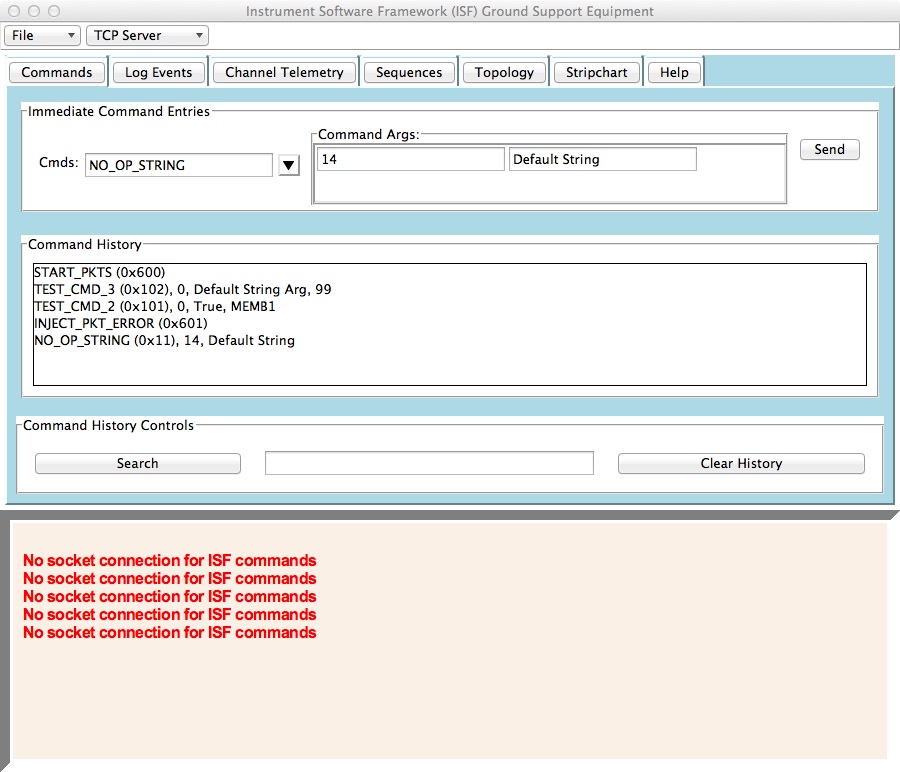 Instrument Software Framework (ISF) Ground Support Equipment
File TCP Server
Commands Log Events Channel Telemetry Sequences Topology Stripchart Help
Immediate Command Entries
Command Args:
Cmds: NO_OP_STRING 14 Default String Send
Command History
START_PKTS (0x600)
TEST_CMD_3 (0x102), 0, Default String Arg, 99
TEST_CMD_2 (0x101), 0, True, MEMB1
INJECT_PKT_ERROR (0x601)
NO_OP_STRING (0x11), 14, Default String
Command History Controls
Search Clear History
No socket connection for ISF commands
No socket connection for ISF commands
No socket connection for ISF commands
No socket connection for ISF commands
No socket connection for ISF commands